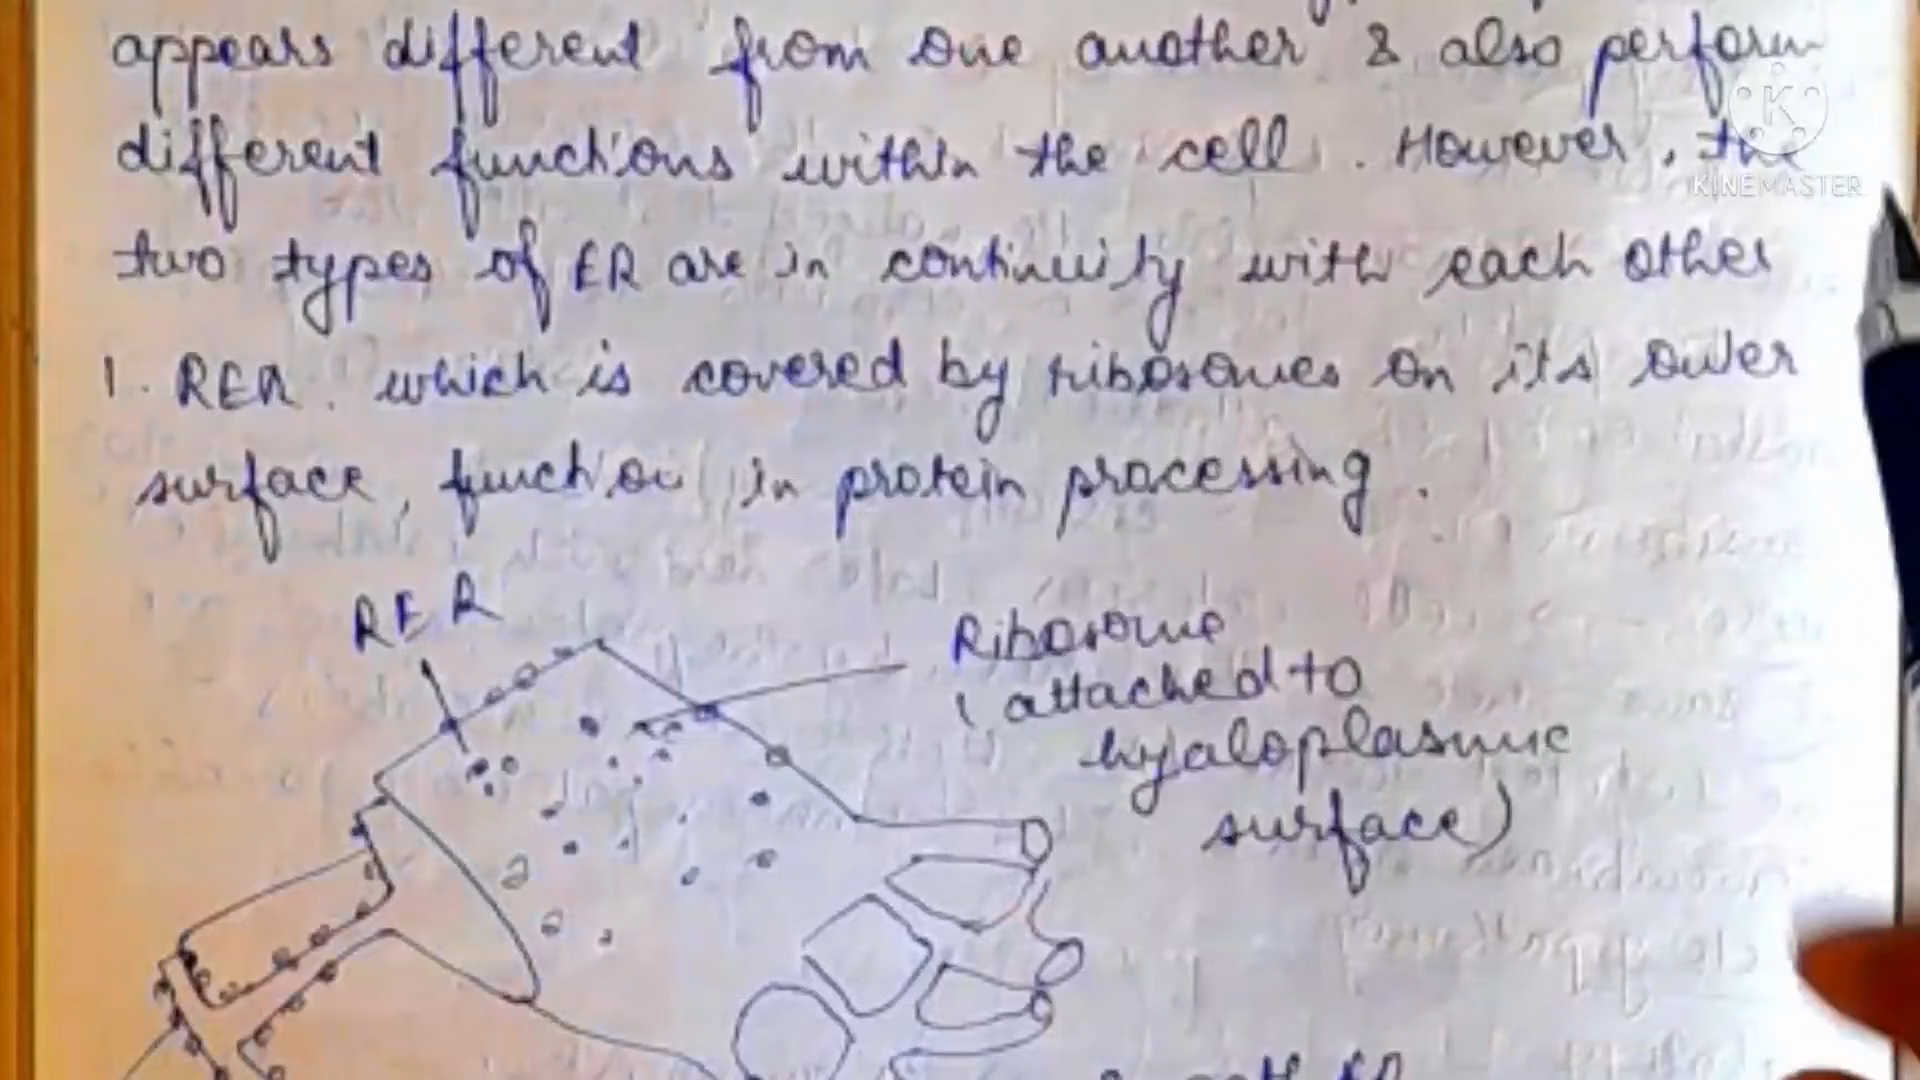 appears different from one another & also perform
different functions within the cell. However, the
KINEMASTER
two types of ER are in continuity with each other
1. RER. which is covered by ribosomes on its outer
surface, function in protein processing.
RER
Ribosome
(attached to
hyaloplasmic
surface)
ER